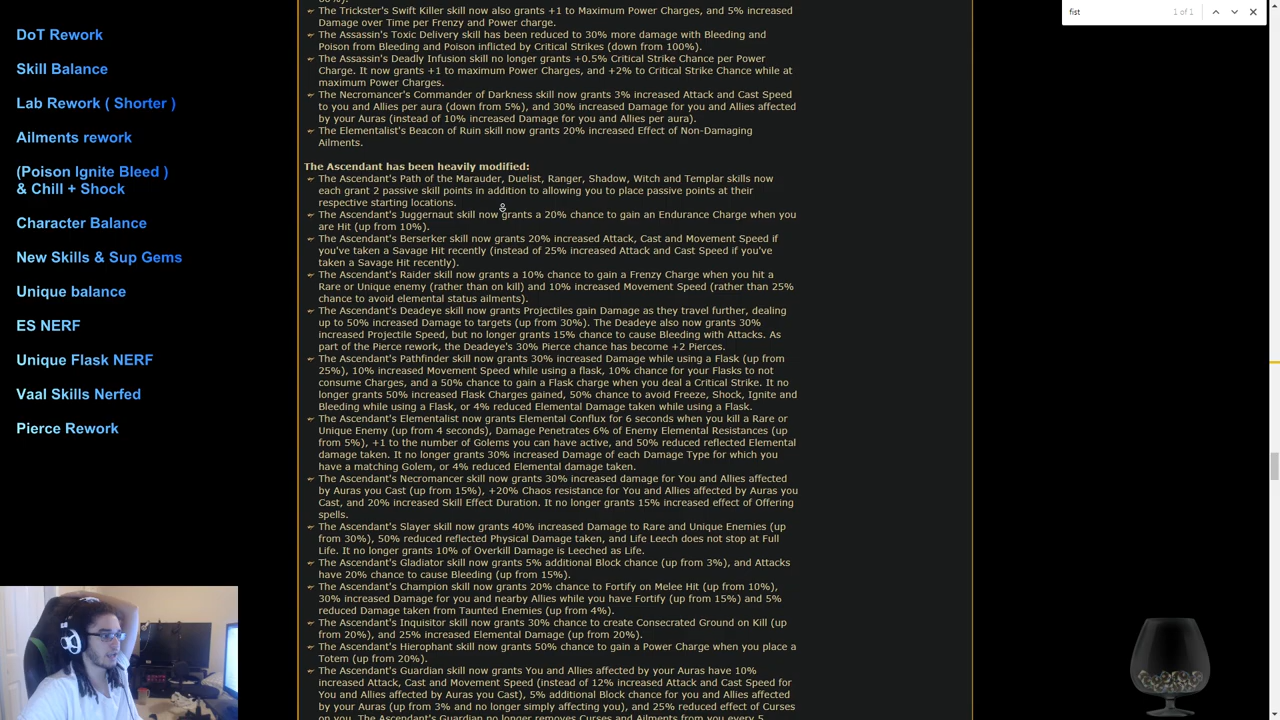 DoT Rework
Skill Balance
Lab Rework ( Shorter )
Ailments rework
(Poison Ignite Bleed )
& Chill + Shock
Character Balance
New Skills & Sup Gems
Unique balance
ES NERF
Unique Flask NERF
Vaal Skills Nerfed
Pierce Rework
fist
1 of 1
The Trickster's Swift Killer skill now also grants +1 to Maximum Power Charges, and 5% increased
Damage over Time per Frenzy and Power charge.
The Assassin's Toxic Delivery skill has been reduced to 30% more damage with Bleeding and
Poison from Bleeding and Poison inflicted by Critical Strikes (down from 100%).
The Assassin's Deadly Infusion skill no longer grants +0.5% Critical Strike Chance per Power
Charge. It now grants +1 to maximum Power Charges, and +2% to Critical Strike Chance while at
maximum Power Charges.
The Necromancer's Commander of Darkness skill now grants 3% increased Attack and Cast Speed
to you and Allies per aura (down from 5%), and 30% increased Damage for you and Allies affected
by your Auras (instead of 10% increased Damage for you and Allies per aura).
The Elementalist's Beacon of Ruin skill now grants 20% increased Effect of Non-Damaging
Ailments.
The Ascendant has been heavily modified:
The Ascendant's Path of the Marauder, Duelist, Ranger, Shadow, Witch and Templar skills now
each grant 2 passive skill points in addition to allowing you to place passive points at their
respective starting locations.
The Ascendant's Juggernaut skill now grants a 20% chance to gain an Endurance Charge when you
are Hit (up from 10%).
The Ascendant's Berserker skill now grants 20% increased Attack, Cast and Movement Speed if
you've taken a Savage Hit recently (instead of 25% increased Attack and Cast Speed if you've
taken a Savage Hit recently).
The Ascendant's Raider skill now grants a 10% chance to gain a Frenzy Charge when you hit a
Rare or Unique enemy (rather than on kill) and 10% increased Movement Speed (rather than 25%
chance to avoid elemental status ailments).
The Ascendant's Deadeye skill now grants Projectiles gain Damage as they travel further, dealing
up to 50% increased Damage to targets (up from 30%). The Deadeye also now grants 30%
increased Projectile Speed, but no longer grants 15% chance to cause Bleeding with Attacks. As
part of the Pierce rework, the Deadeye's 30% Pierce chance has become +2 Pierces.
The Ascendant's Pathfinder skill now grants 30% increased Damage while using a Flask (up from
25%), 10% increased Movement Speed while using a flask, 10% chance for your Flasks to not
consume Charges, and a 50% chance to gain a Flask charge when you deal a Critical Strike. It no
longer grants 50% increased Flask Charges gained, 50% chance to avoid Freeze, Shock, Ignite and
Bleeding while using a Flask, or 4% reduced Elemental Damage taken while using a Flask.
The Ascendant's Elementalist now grants Elemental Conflux for 6 seconds when you kill a Rare or
Unique Enemy (up from 4 seconds), Damage Penetrates 6% of Enemy Elemental Resistances (up
from 5%), +1 to the number of Golems you can have active, and 50% reduced reflected Elemental
damage taken. It no longer grants 30% increased Damage of each Damage Type for which you
have a matching Golem, or 4% reduced Elemental damage taken.
The Ascendant's Necromancer skill now grants 30% increased damage for You and Allies affected
by Auras you Cast (up from 15%), +20% Chaos resistance for You and Allies affected by Auras you
Cast, and 20% increased Skill Effect Duration. It no longer grants 15% increased effect of Offering
spells.
The Ascendant's Slayer skill now grants 40% increased Damage to Rare and Unique Enemies (up
from 30%), 50% reduced reflected Physical Damage taken, and Life Leech does not stop at Full
Life. It no longer grants 10% of Overkill Damage is Leeched as Life.
The Ascendant's Gladiator skill now grants 5% additional Block chance (up from 3%), and Attacks
have 20% chance to cause Bleeding (up from 15%).
The Ascendant's Champion skill now grants 20% chance to Fortify on Melee Hit (up from 10%),
30% increased Damage for you and nearby Allies while you have Fortify (up from 15%) and 5%
reduced Damage taken from Taunted Enemies (up from 4%).
The Ascendant's Inquisitor skill now grants 30% chance to create Consecrated Ground on Kill (up
from 20%), and 25% increased Elemental Damage (up from 20%).
The Ascendant's Hierophant skill now grants 50% chance to gain a Power Charge when you place a
Totem (up from 20%).
The Ascendant's Guardian skill now grants You and Allies affected by your Auras have 10%
increased Attack, Cast and Movement Speed (instead of 12% increased Attack and Cast Speed for
You and Allies affected by Auras you Cast), 5% additional Block chance for you and Allies affected
by your Auras (up from 3% and no longer simply affecting you), and 25% reduced effect of Curses
on you. The Ascendant's Guardian no longer removes Curses and Ailments from you every 5